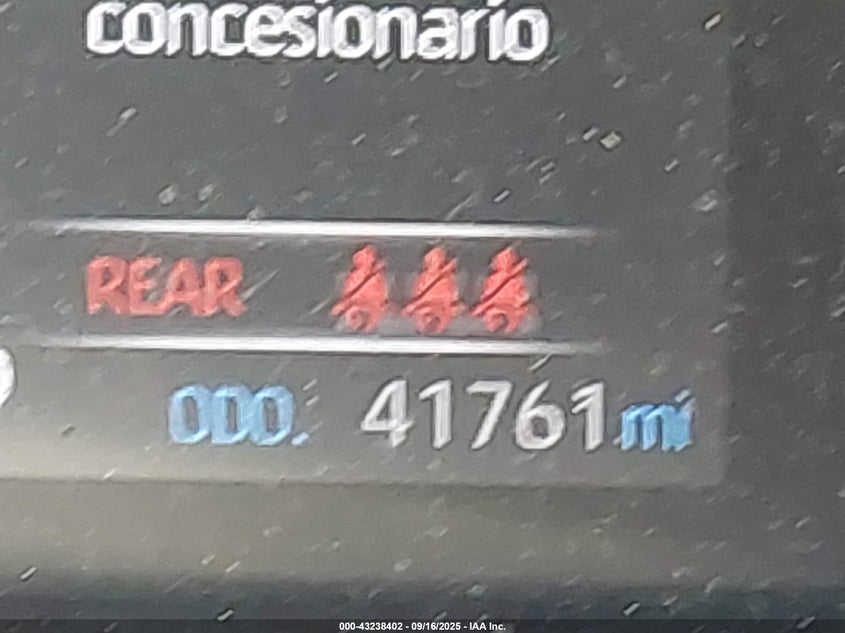 concesionario
REAR
ODO. 41761 mi
000-43238402 - 09/16/2025 - IAA Inc.